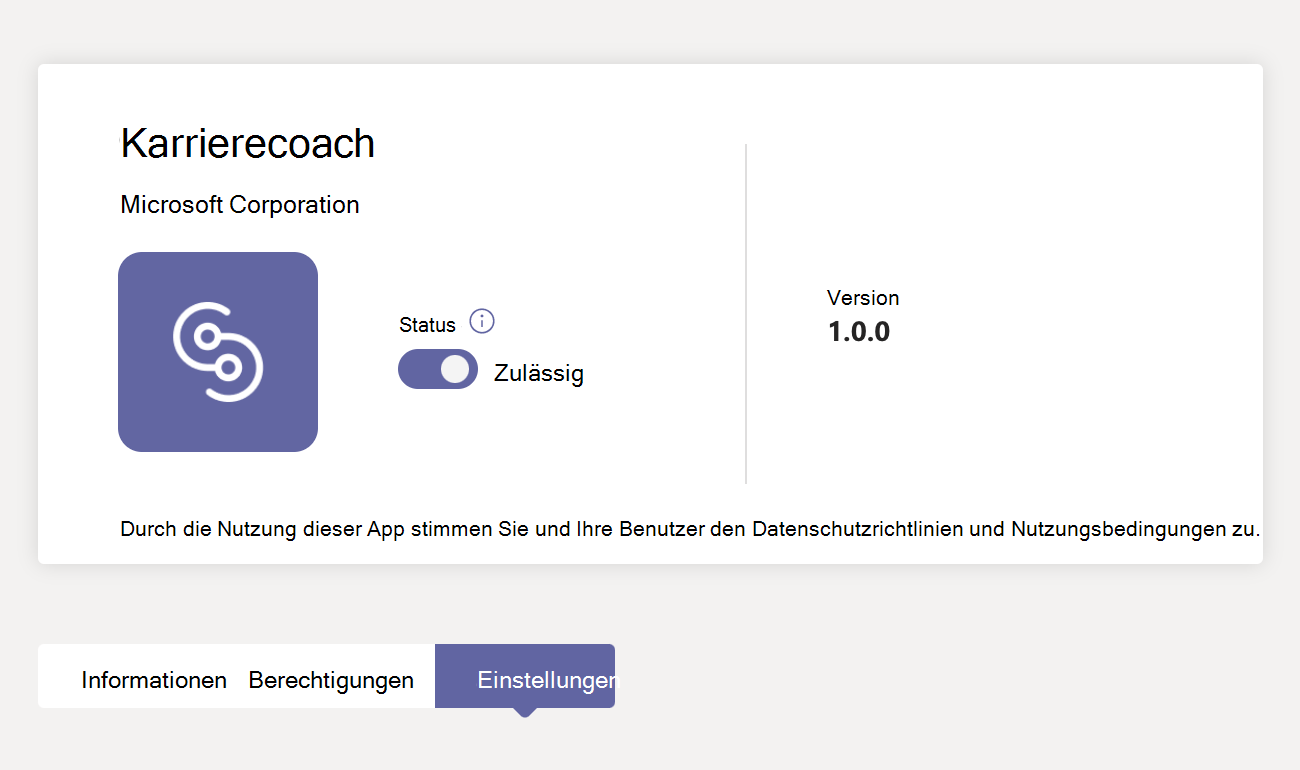 Karrierecoach
Microsoft Corporation
Status
Zulässig
Version
1.0.0
Durch die Nutzung dieser App stimmen Sie und Ihre Benutzer den Datenschutzrichtlinien und Nutzungsbedingungen zu.
Informationen Berechtigungen Einstellungen